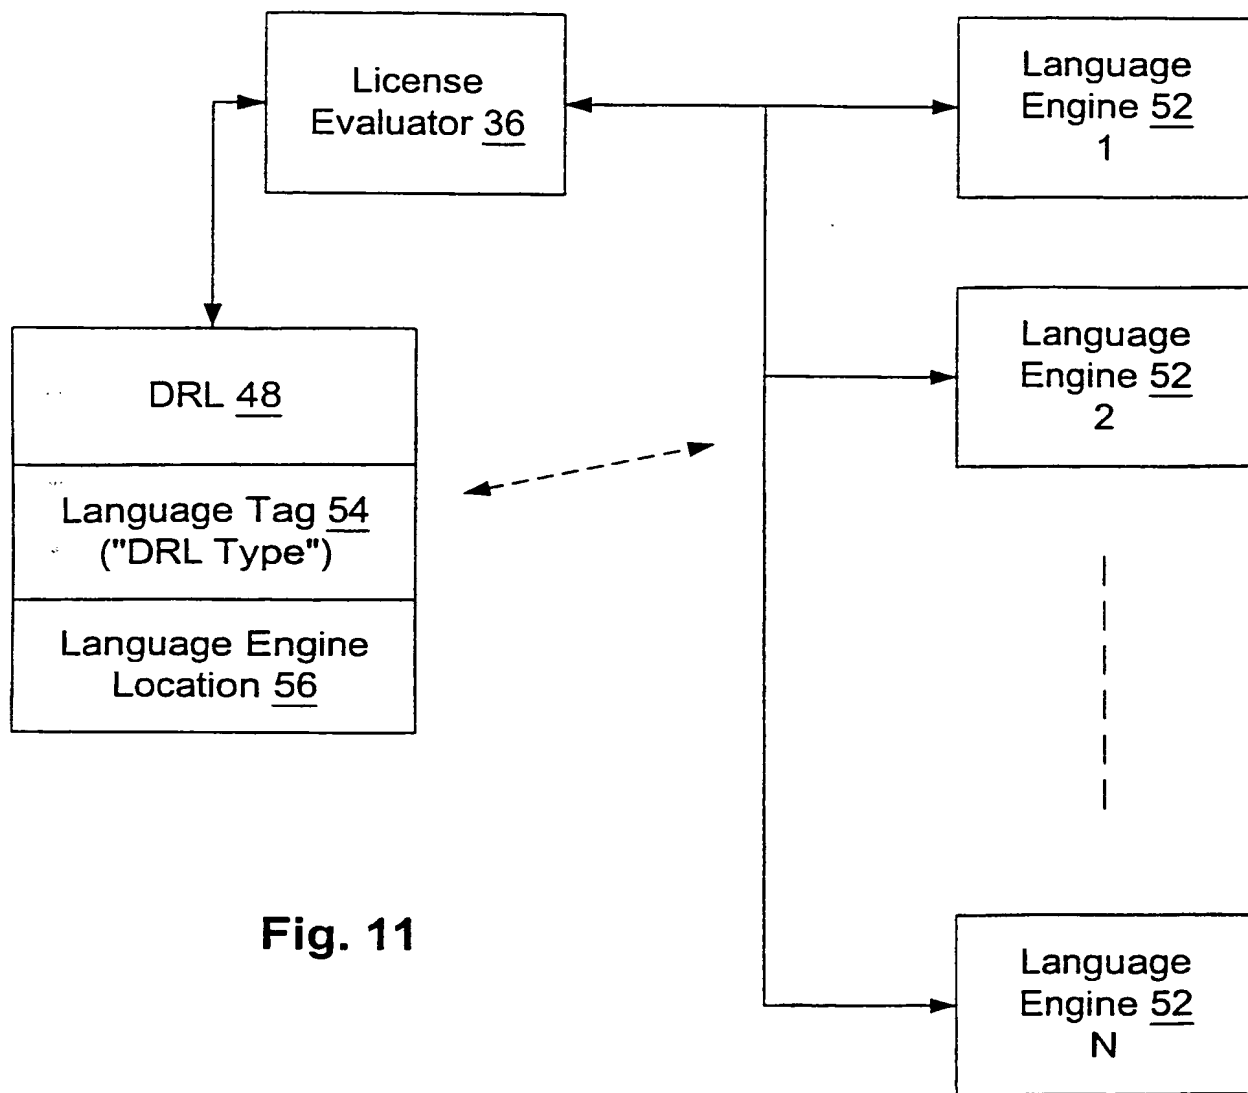 License
Evaluator 36
Language
Engine 52
1
Language
Engine 52
2
DRL 48
Language Tag 54
("DRL Type")
Language Engine
Location 56
Fig. 11
Language
Engine 52
N